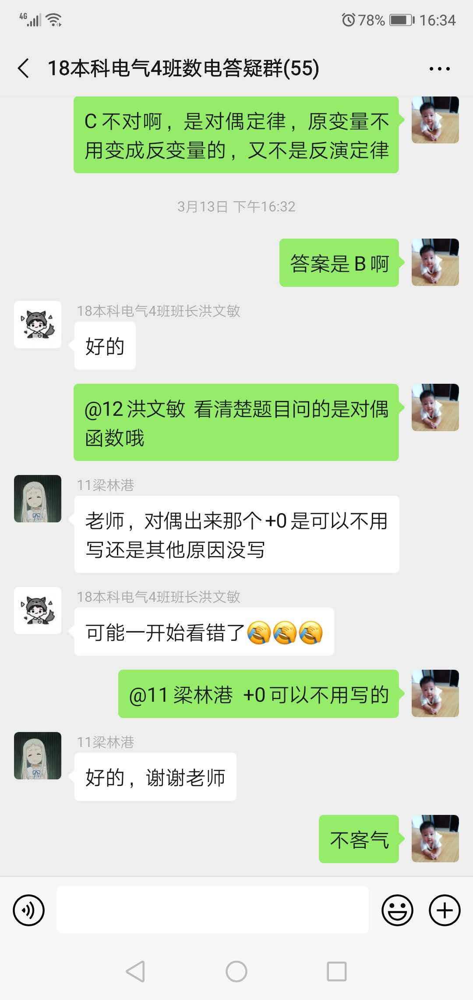 4G 78% 16:34
18本科电气4班数电答疑群(55)
C不对啊，是对偶定律，原变量不
用变成反变量的，又不是反演定律
3月13日 下午16:32
答案是B啊
18本科电气4班班长洪文敏
好的
@12洪文敏 看清楚题目问的是对偶
函数哦
11梁林港
老师，对偶出来那个+0是可以不用
写还是其他原因没写
18本科电气4班班长洪文敏
可能一开始看错了🤦🤦🤦
@11梁林港 +0可以不用写的
11梁林港
好的，谢谢老师
不客气